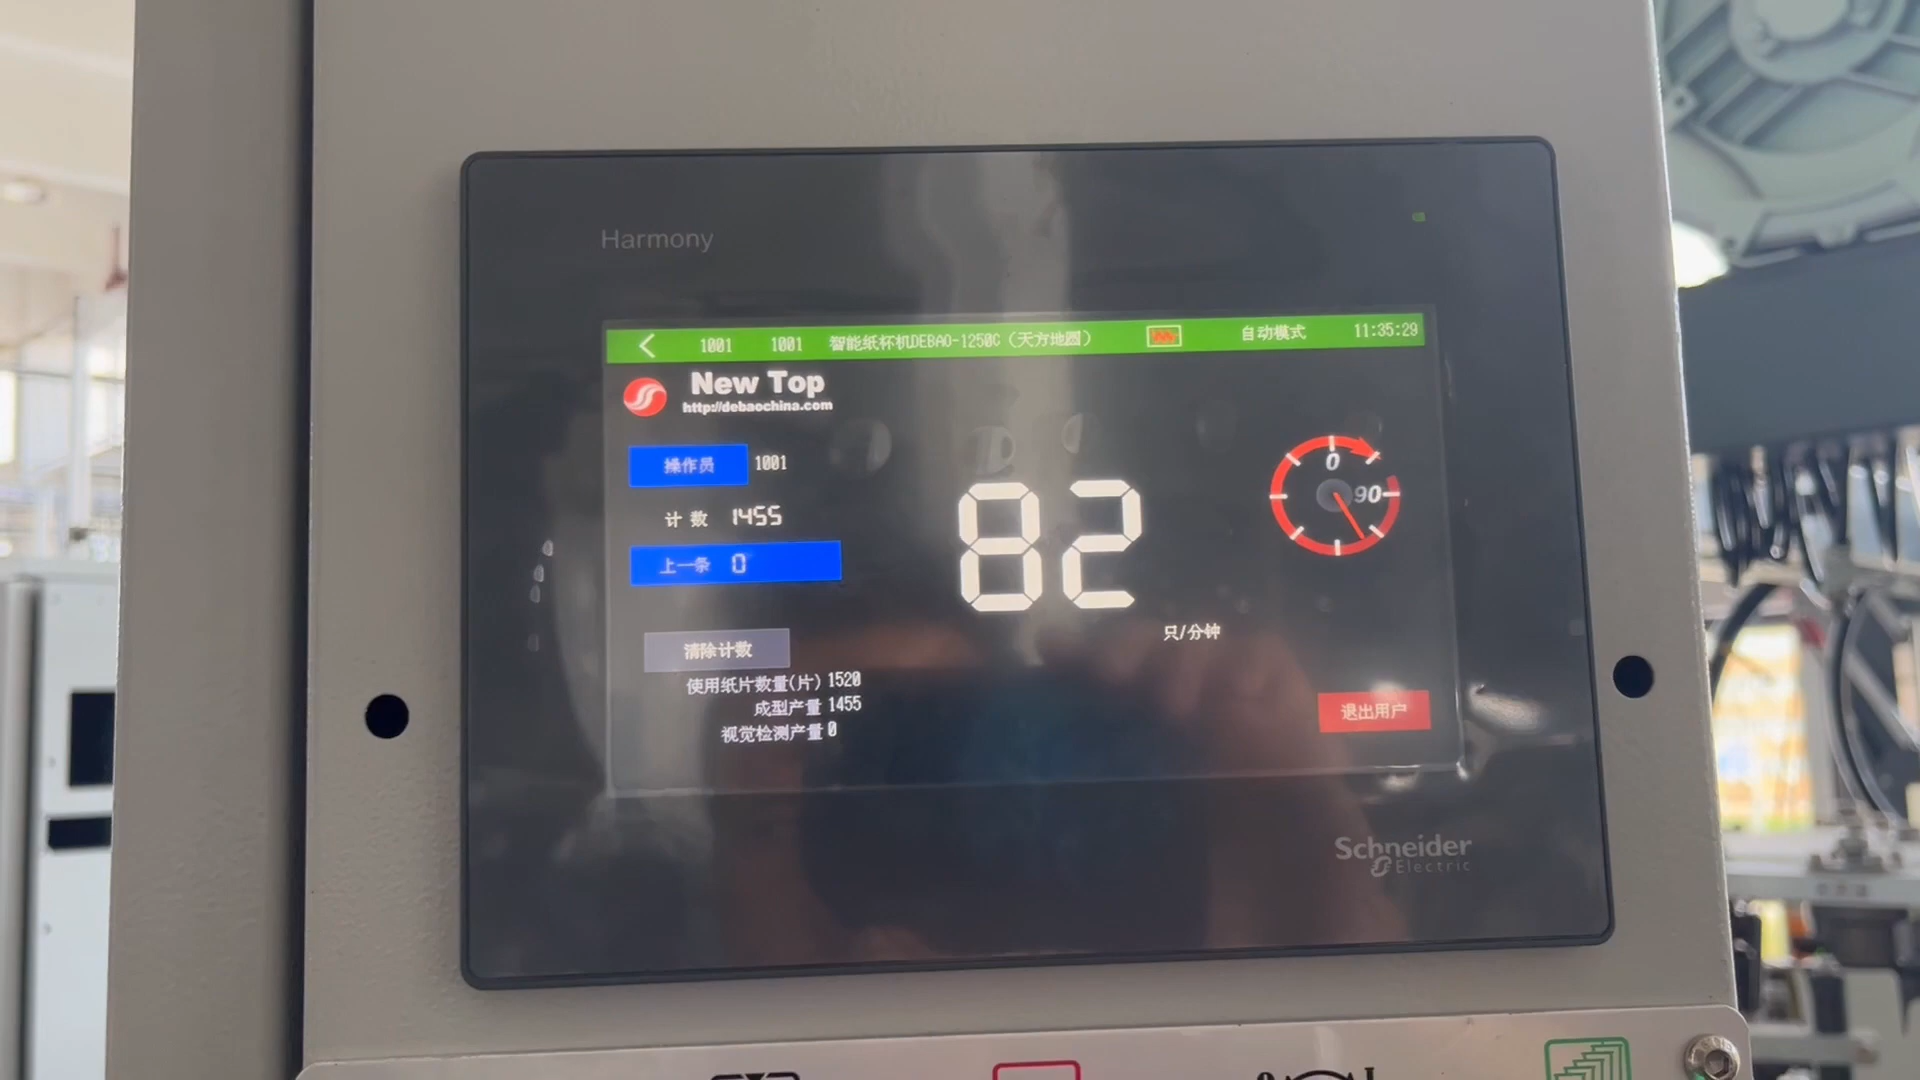 Harmony
1001 1001 智能纸杯机DEBAO-1250C（天方地圆） 自动模式 11:35:29
New Top
http://debaochina.com
操作员 1001
计数 1455
上一条 0
82
只/分钟
0
90
清除计数
使用纸片数量(片) 1520
成型产量 1455
视觉检测产量 0
退出用户
Schneider
Electric